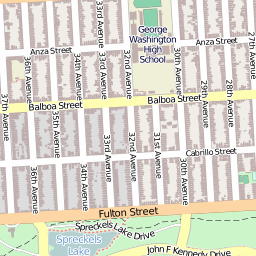 36th Avenue
34th Avenue
33rd Avenue
33rd Avenue
32nd Avenue
George
Washington
High
School
30th Avenue
27th Avenue
Anza Street
Anza Street
29th Avenue
28th Avenue
37th Avenue
Balboa Street
Balboa Street
36th Avenue
35th Avenue
34th Avenue
33rd Avenue
32nd Avenue
31st Avenue
30th Avenue
28th Avenue
Cabrillo Street
Fulton Street
Spreckels Lake Drive
Spreckels
Lake
John F Kennedy Drive